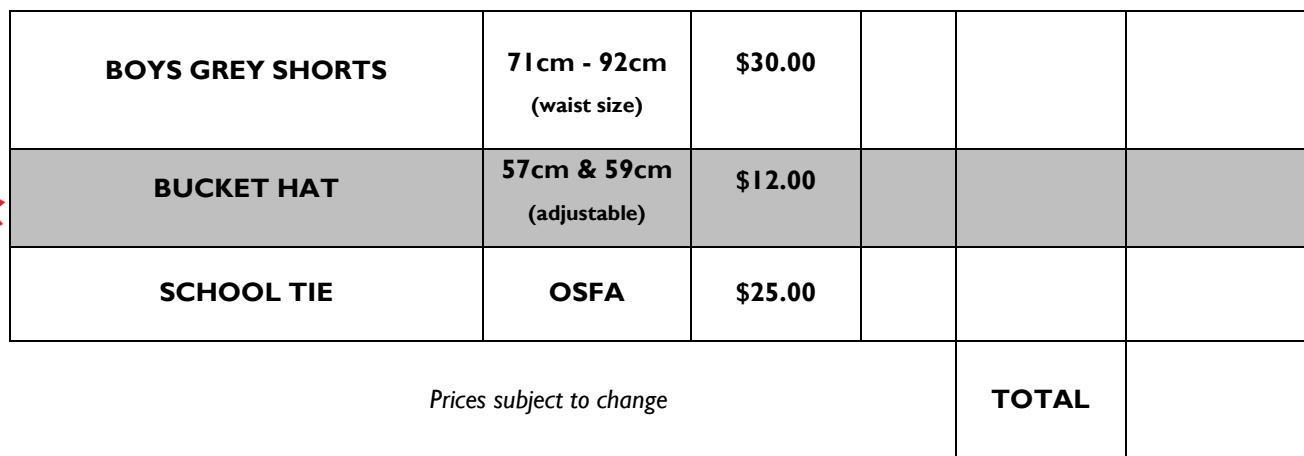 BOYS GREY SHORTS 71cm - 92cm $30.00
(waist size)
BUCKET HAT 57cm & 59cm $12.00
(adjustable)
SCHOOL TIE OSFA $25.00
Prices subject to change TOTAL